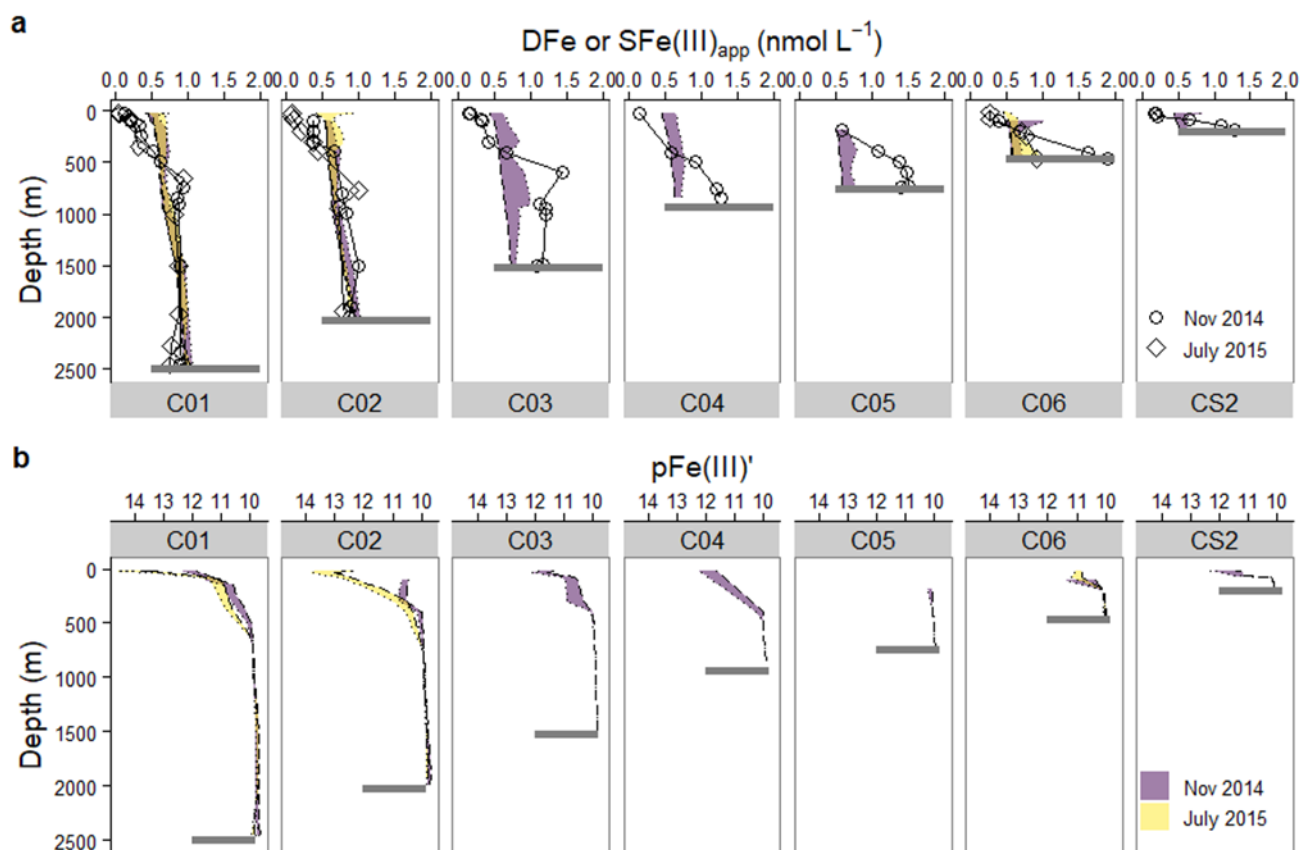 a
DFe or SFe(III)app (nmol L⁻¹)
0.0 0.5 1.0 1.5 2.00.0 0.5 1.0 1.5 2.0 0.0 0.5 1.0 1.5 2.0 0.0 0.5 1.0 1.5 2.0 0.0 0.5 1.0 1.5 2.00.0 0.5 1.0 1.5 2.0 0.0 0.5 1.0 1.5 2.0
Depth (m)
0
500
1000
1500
2000
2500
Nov 2014
July 2015
C01 C02 C03 C04 C05 C06 CS2
b
pFe(III)'
14 13 12 11 10 14 13 12 11 10 14 13 12 11 10 14 13 12 11 10 14 13 12 11 10 14 13 12 11 10 14 13 12 11 10
C01 C02 C03 C04 C05 C06 CS2
Depth (m)
0
500
1000
1500
2000
2500
Nov 2014
July 2015